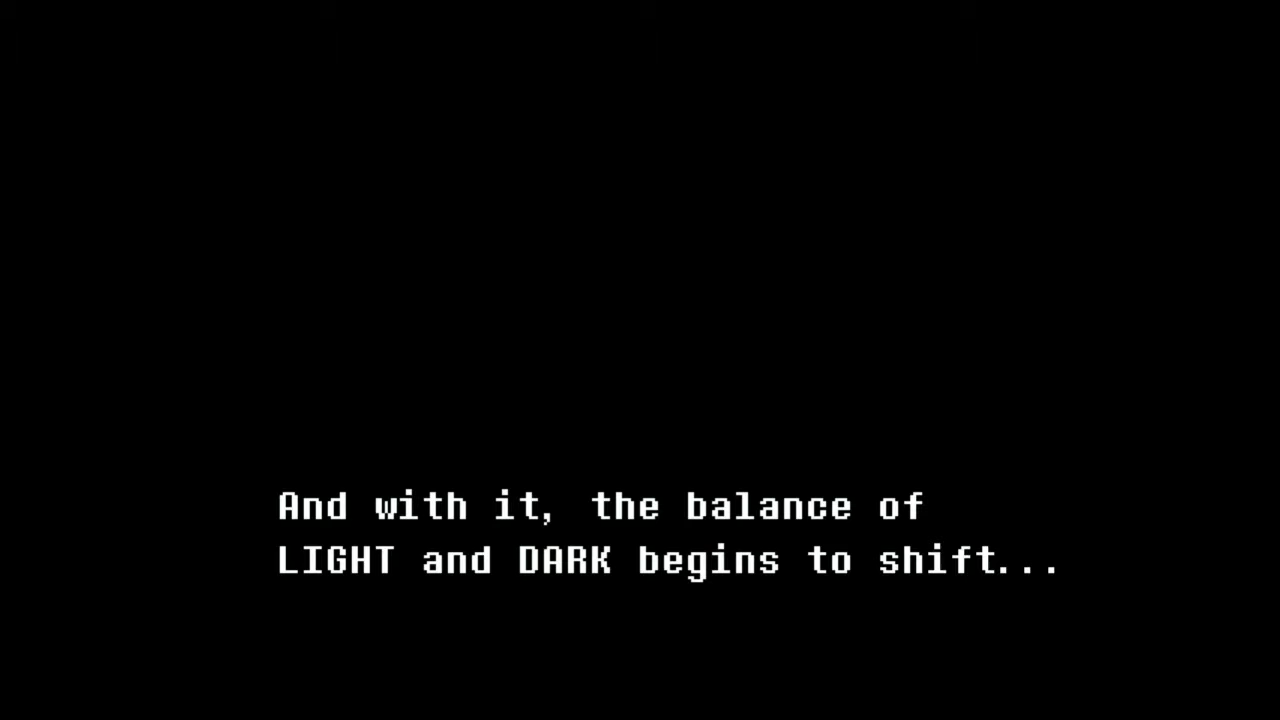 And with it, the balance of
LIGHT and DARK begins to shift...